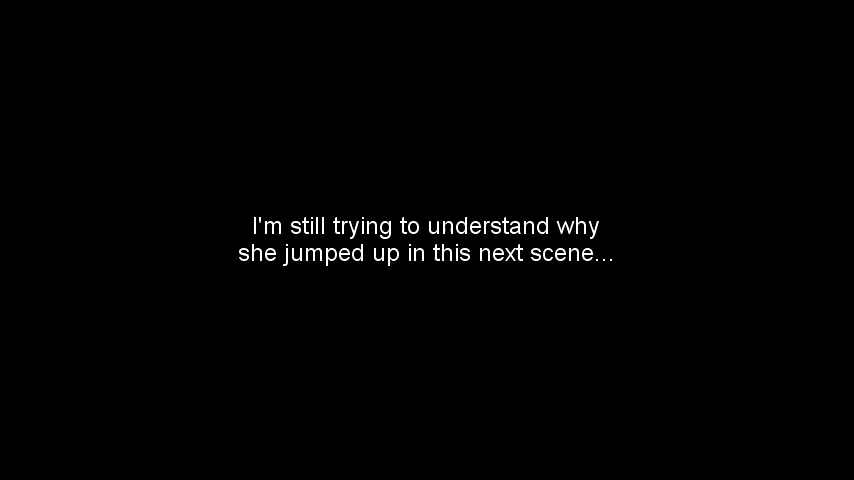 I'm still trying to understand why
she jumped up in this next scene...